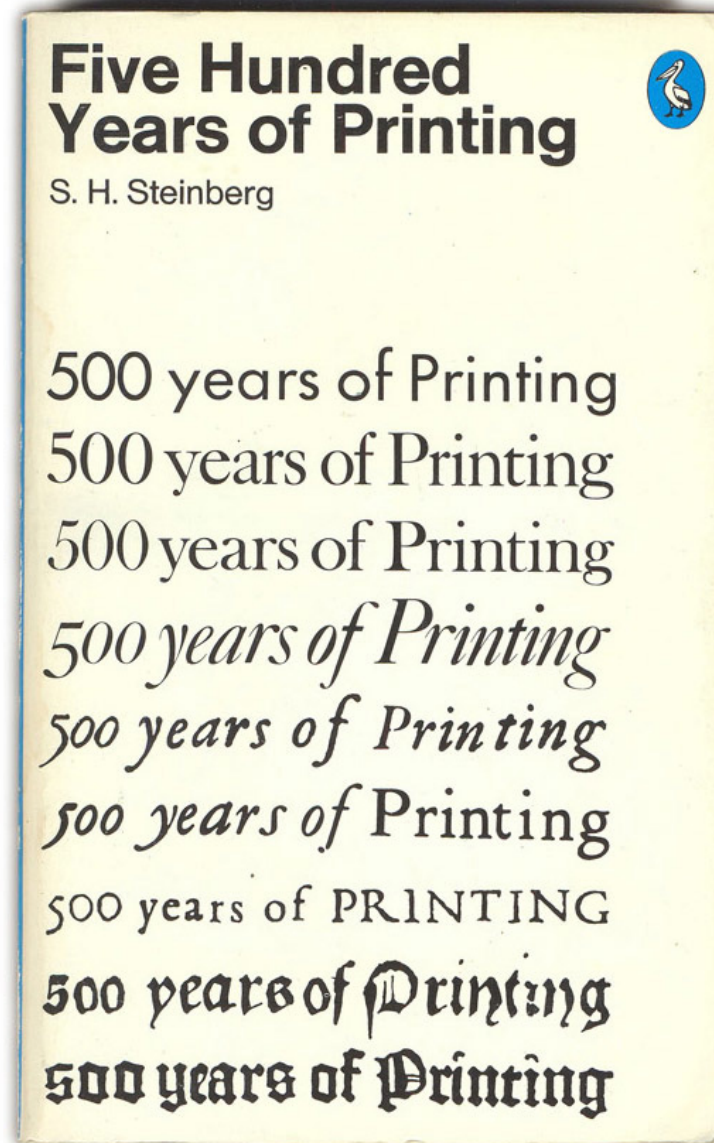 Five Hundred
Years of Printing
S. H. Steinberg
500 years of Printing
500 years of Printing
500 years of Printing
500 years of Printing
500 years of Printing
500 years of Printing
500 years of PRINTING
500 years of Printing
500 years of Printing